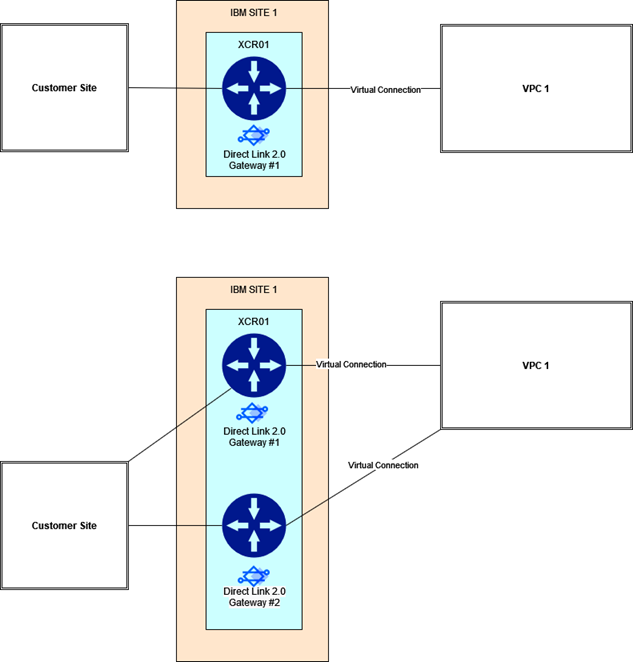 IBM SITE 1
XCR01
Customer Site
Virtual Connection
VPC 1
Direct Link 2.0
Gateway #1
IBM SITE 1
XCR01
Virtual Connection
VPC 1
Direct Link 2.0
Gateway #1
Virtual Connection
Customer Site
Direct Link 2.0
Gateway #2